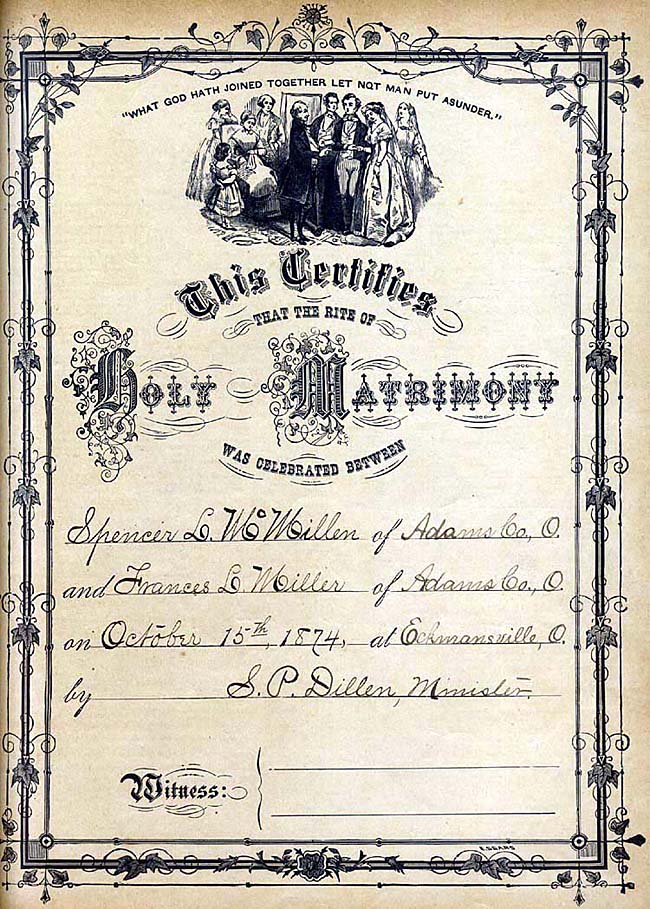 "WHAT GOD HATH JOINED TOGETHER LET NOT MAN PUT ASUNDER."
This Certifies
THAT THE RITE OF
HOLY MATRIMONY
WAS CELEBRATED BETWEEN
Spencer L. McMillen of Adams Co., O.
and Frances L. Miller of Adams Co., O.
on October 15th, 1874, at Eckmansville, O.
by S. P. Dillen, Minister.
Witness:
R. SEARS